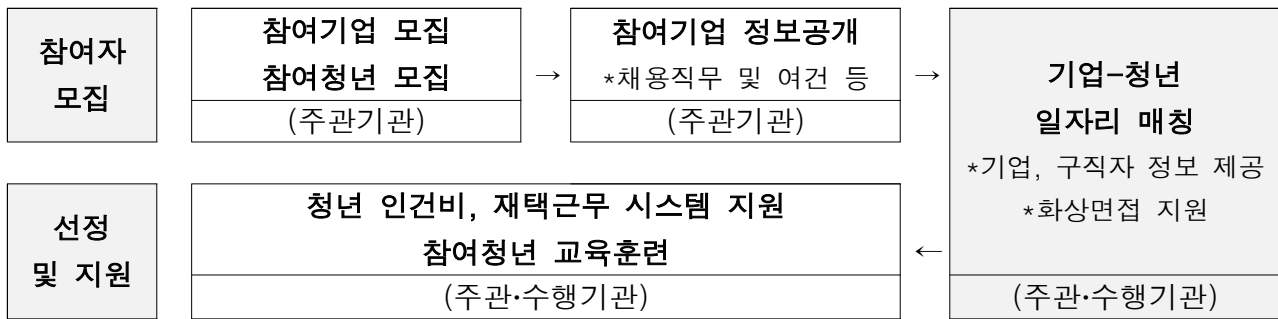 참여자
모집
참여기업 모집
참여청년 모집
(주관기관)
→
참여기업 정보공개
*채용직무 및 여건 등
(주관기관)
→
기업-청년
일자리 매칭
*기업, 구직자 정보 제공
*화상면접 지원
(주관·수행기관)
←
선정
및 지원
청년 인건비, 재택근무 시스템 지원
참여청년 교육훈련
(주관·수행기관)